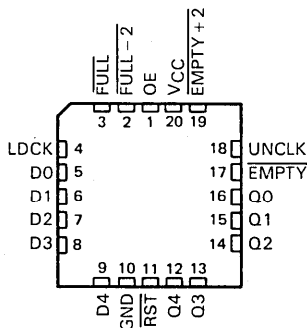 FULL
FULL-2
OE
VCC
EMPTY+2
3 2 1 20 19
LDCK 4
D0 5
D1 6
D2 7
D3 8
18 UNCLK
17 EMPTY
16 Q0
15 Q1
14 Q2
9 10 11 12 13
D4
GND
RST
Q4
Q3